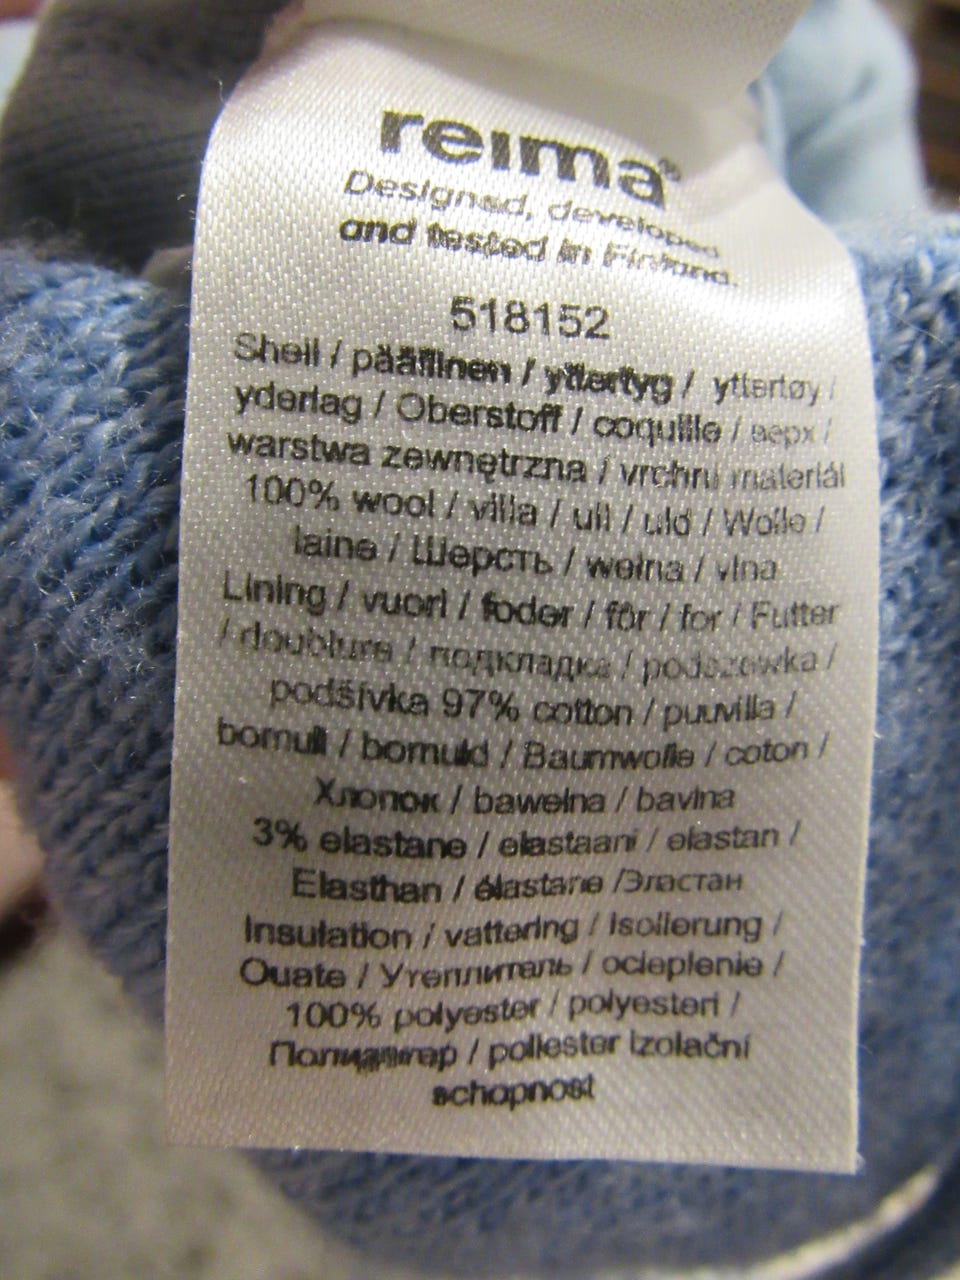 reima®
Designed, developed
and tested in Finland.
518152
Shell / päällinen / yttertyg / yttertøy /
yderlag / Oberstoff / coquille / верх /
warstwa zewnętrzna / vrchní materiál
100% wool / villa / ull / uld / Wolle /
laine / Шерсть / wełna / vlna
Lining / vuori / foder / fôr / for / Futter
/ doublure / подкладка / podszewka /
podšívka 97% cotton / puuvilla /
bomull / bomuld / Baumwolle / coton /
Хлопок / bawełna / bavlna
3% elastane / elastaani / elastan /
Elasthan / élastane /Эластан
Insulation / vattering / Isolierung /
Ouate / Утеплитель / ocieplenie /
100% polyester / polyesteri /
Полиэстер / poliester Izolační
schopnost